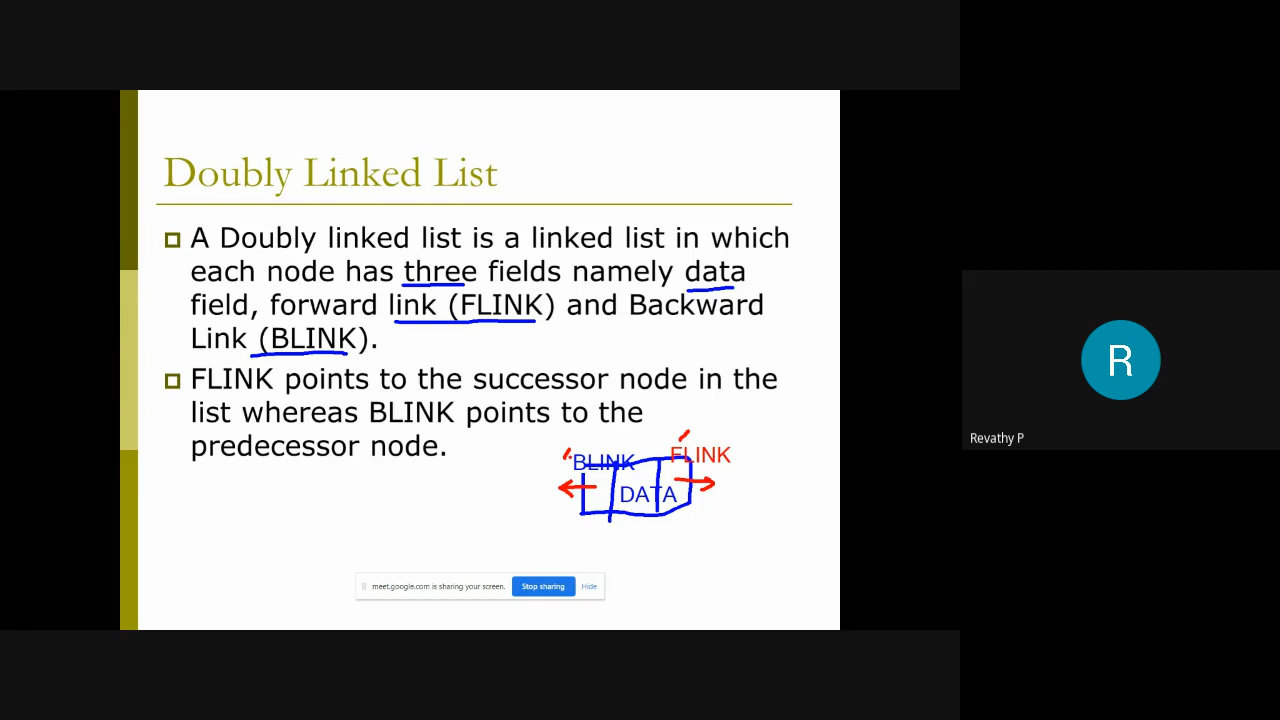 Doubly Linked List
A Doubly linked list is a linked list in which
each node has three fields namely data
field, forward link (FLINK) and Backward
Link (BLINK).
FLINK points to the successor node in the
list whereas BLINK points to the
predecessor node.
BLINK
FLINK
DATA
meet.google.com is sharing your screen.
Stop sharing
Hide
R
Revathy P